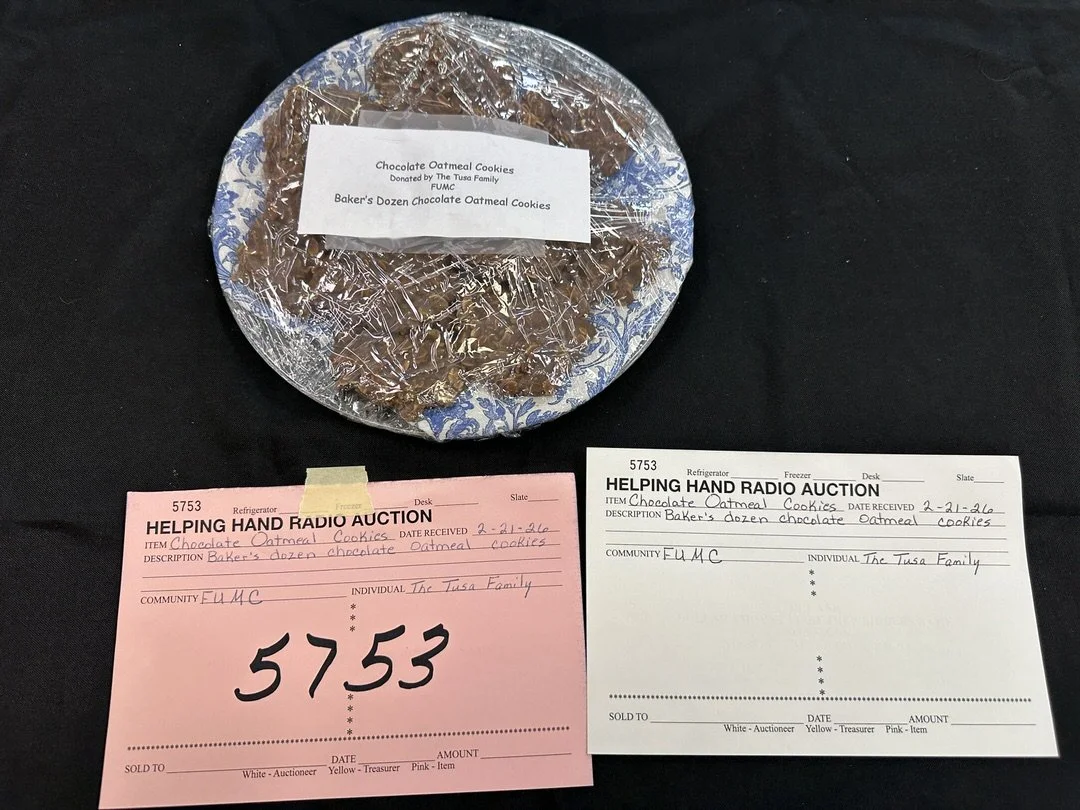 Chocolate Oatmeal Cookies
Donated by The Tusa Family
FUMC
Baker's Dozen Chocolate Oatmeal Cookies
5753 Refrigerator Freezer Desk Slate
HELPING HAND RADIO AUCTION
ITEM Chocolate Oatmeal Cookies DATE RECEIVED 2-21-26
DESCRIPTION Baker's dozen chocolate Oatmeal cookies
COMMUNITY FUMC INDIVIDUAL The Tusa Family
5753
SOLD TO DATE AMOUNT
White - Auctioneer Yellow - Treasurer Pink - Item
5753 Refrigerator Freezer Desk Slate
HELPING HAND RADIO AUCTION
ITEM Chocolate Oatmeal Cookies DATE RECEIVED 2-21-26
DESCRIPTION Baker's dozen chocolate Oatmeal cookies
COMMUNITY FUMC INDIVIDUAL The Tusa Family
SOLD TO DATE AMOUNT
White - Auctioneer Yellow - Treasurer Pink - Item